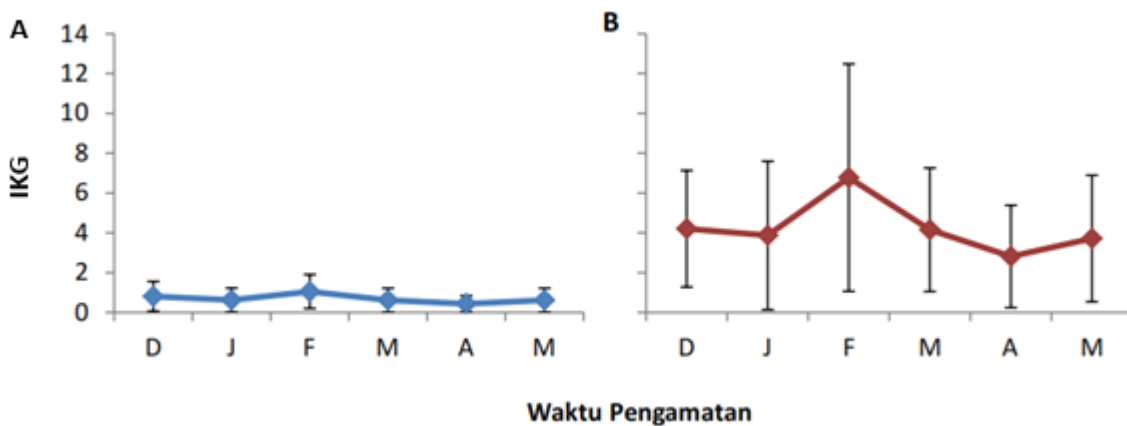 A
B
14
12
10
8
6
4
2
0
IKG
D J F M A M
D J F M A M
Waktu Pengamatan